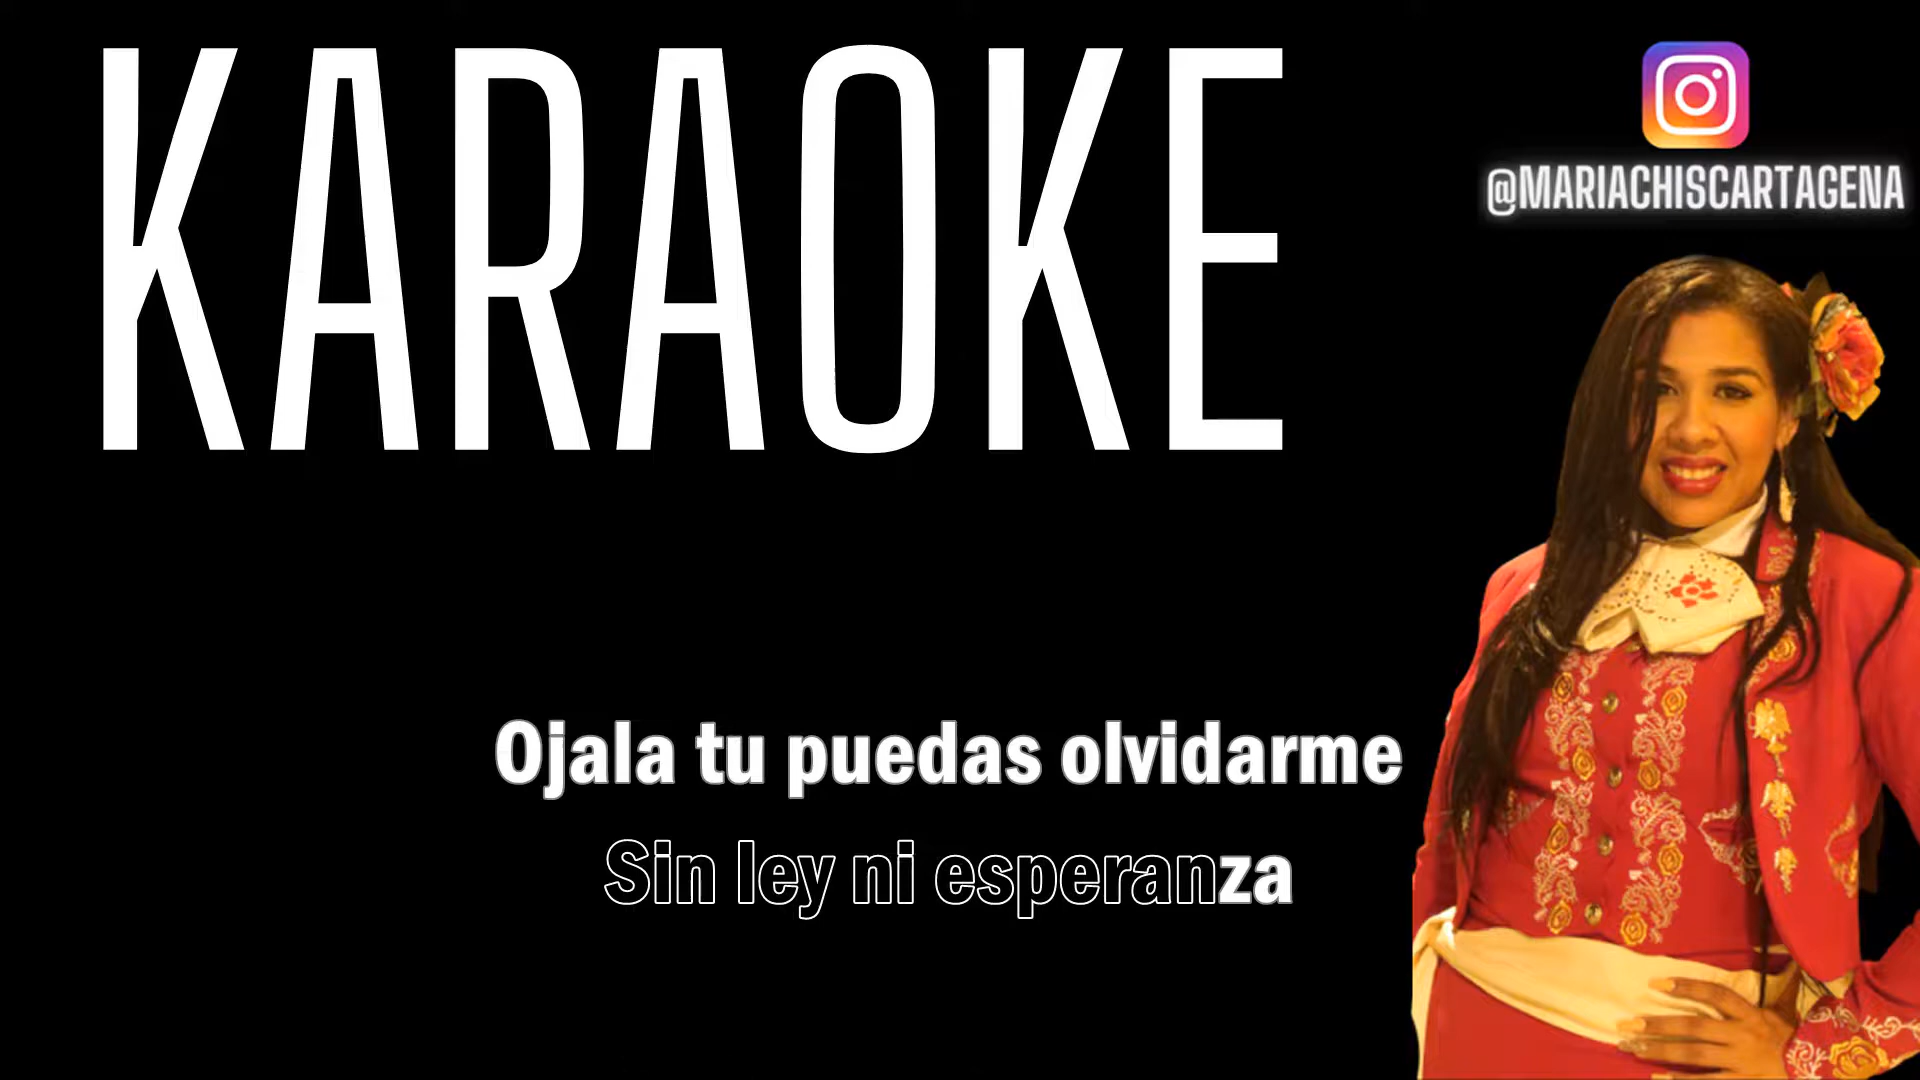 KARAOKE
@MARIACHISCARTAGENA
Ojala tu puedas olvidarme
Sin ley ni esperanza